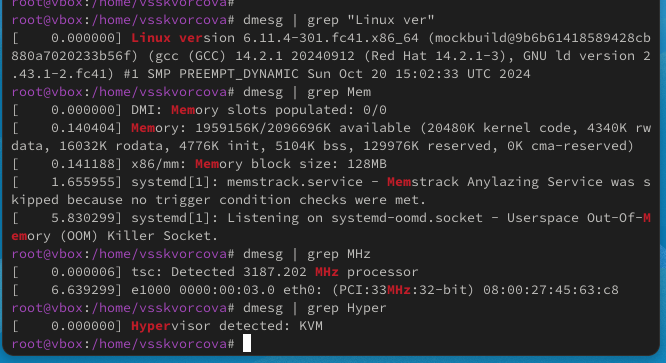 root@vbox:/home/vsskvorcova#
root@vbox:/home/vsskvorcova# dmesg | grep "Linux ver"
[    0.000000] Linux version 6.11.4-301.fc41.x86_64 (mockbuild@9b6b61418589428cb
880a7020233b56f) (gcc (GCC) 14.2.1 20240912 (Red Hat 14.2.1-3), GNU ld version 2
.43.1-2.fc41) #1 SMP PREEMPT_DYNAMIC Sun Oct 20 15:02:33 UTC 2024
root@vbox:/home/vsskvorcova# dmesg | grep Mem
[    0.000000] DMI: Memory slots populated: 0/0
[    0.140404] Memory: 1959156K/2096696K available (20480K kernel code, 4340K rw
data, 16032K rodata, 4776K init, 5104K bss, 129976K reserved, 0K cma-reserved)
[    0.141188] x86/mm: Memory block size: 128MB
[    1.655955] systemd[1]: memstrack.service - Memstrack Anylazing Service was s
kipped because no trigger condition checks were met.
[    5.830299] systemd[1]: Listening on systemd-oomd.socket - Userspace Out-Of-M
emory (OOM) Killer Socket.
root@vbox:/home/vsskvorcova# dmesg | grep MHz
[    0.000006] tsc: Detected 3187.202 MHz processor
[    6.639299] e1000 0000:00:03.0 eth0: (PCI:33MHz:32-bit) 08:00:27:45:63:c8
root@vbox:/home/vsskvorcova# dmesg | grep Hyper
[    0.000000] Hypervisor detected: KVM
root@vbox:/home/vsskvorcova#